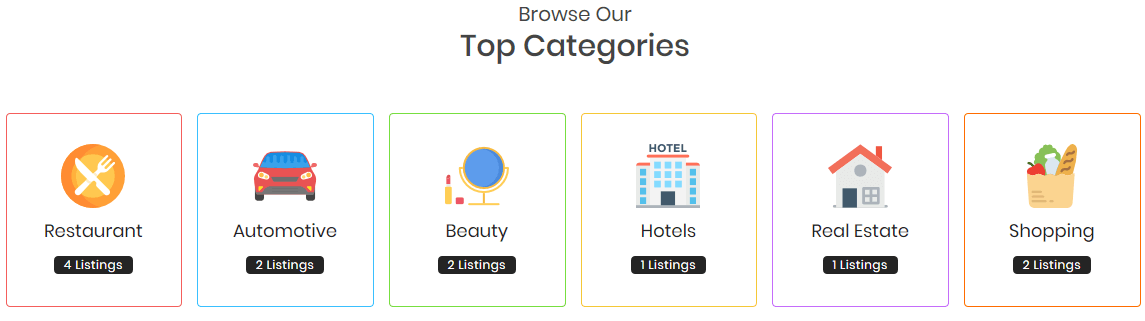 Browse Our
Top Categories
HOTEL
Restaurant
Automotive
Beauty
Hotels
Real Estate
Shopping
4 Listings
2 Listings
2 Listings
1 Listings
1 Listings
2 Listings